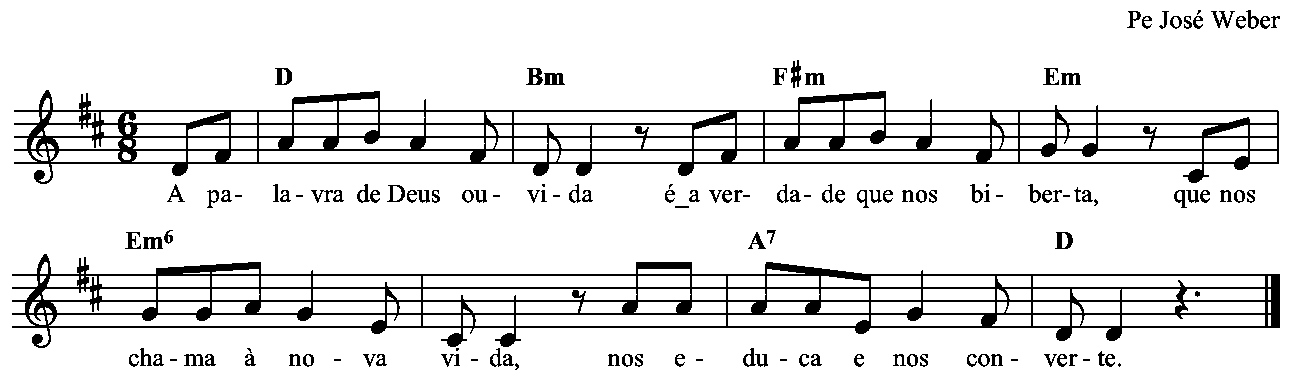 Pe José Weber
D Bm F#m Em
6
8
A pa- la-vra de Deus ou- vi-da é_a ver- da-de que nos bi- ber-ta, que nos
Em6 A7 D
cha-ma à no-va vi-da, nos e- du-ca e nos con-ver-te.